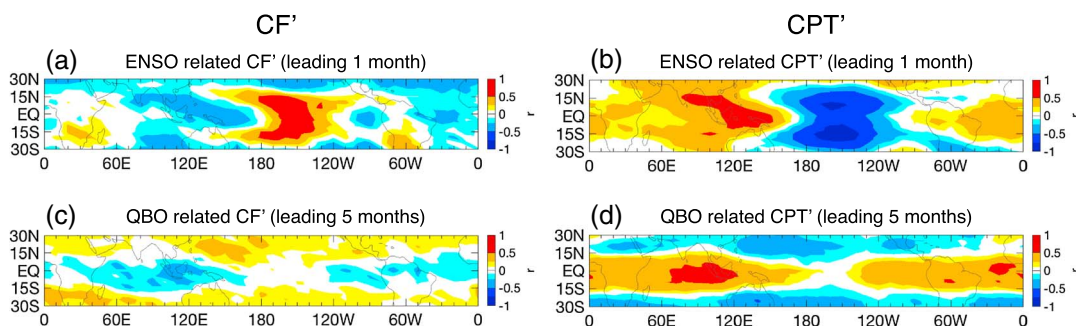 CF’
CPT’
(a)
ENSO related CF’ (leading 1 month)
30N
15N
EQ
15S
30S
0
60E
120E
180
120W
60W
0
1
0.5
0
-0.5
-1
r
(b)
ENSO related CPT’ (leading 1 month)
30N
15N
EQ
15S
30S
0
60E
120E
180
120W
60W
0
1
0.5
0
-0.5
-1
r
(c)
QBO related CF’ (leading 5 months)
30N
15N
EQ
15S
30S
0
60E
120E
180
120W
60W
0
1
0.5
0
-0.5
-1
r
(d)
QBO related CPT’ (leading 5 months)
30N
15N
EQ
15S
30S
0
60E
120E
180
120W
60W
0
1
0.5
0
-0.5
-1
r